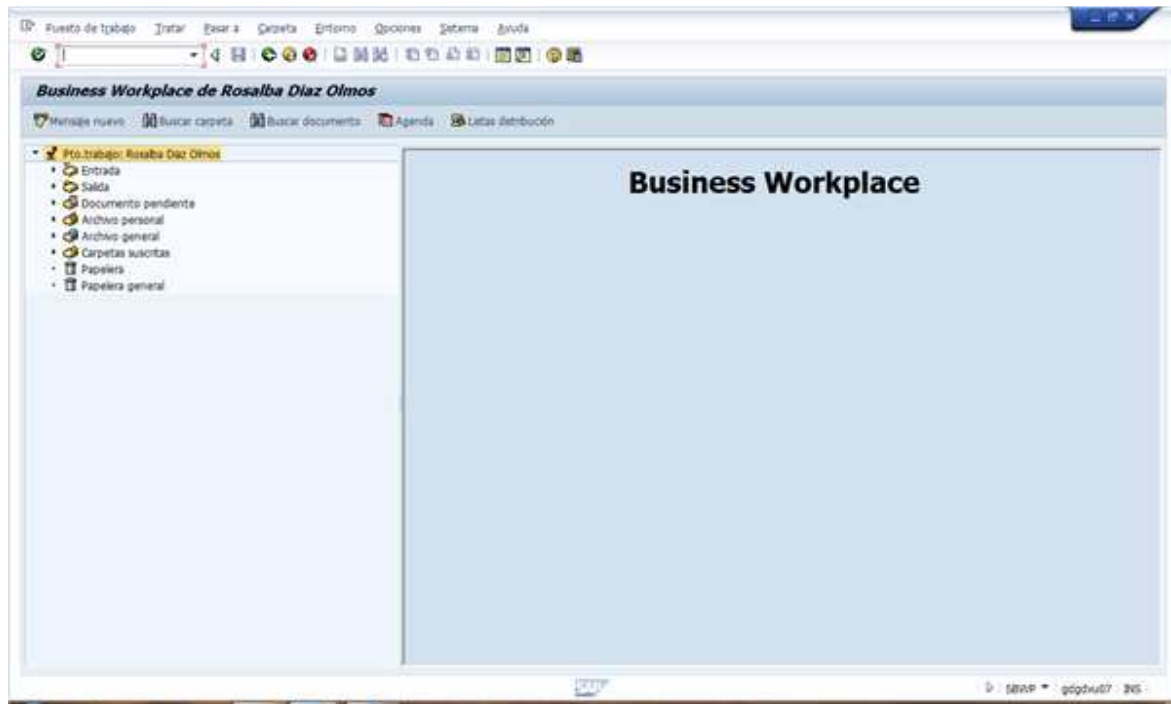 Puesto de trabajo Tratar Pasar a Carpeta Entorno Opciones Sistema Ayuda
Business Workplace de Rosalba Diaz Olmos
Mensaje nuevo Buscar carpeta Buscar documento Agenda Listas distribución
Pto.trabajo: Rosalba Diaz Olmos
Business Workplace
Entrada
Salida
Documento pendiente
Archivo personal
Archivo general
Carpetas suscritas
Papelera
Papelera general
SAP
SBWP INS